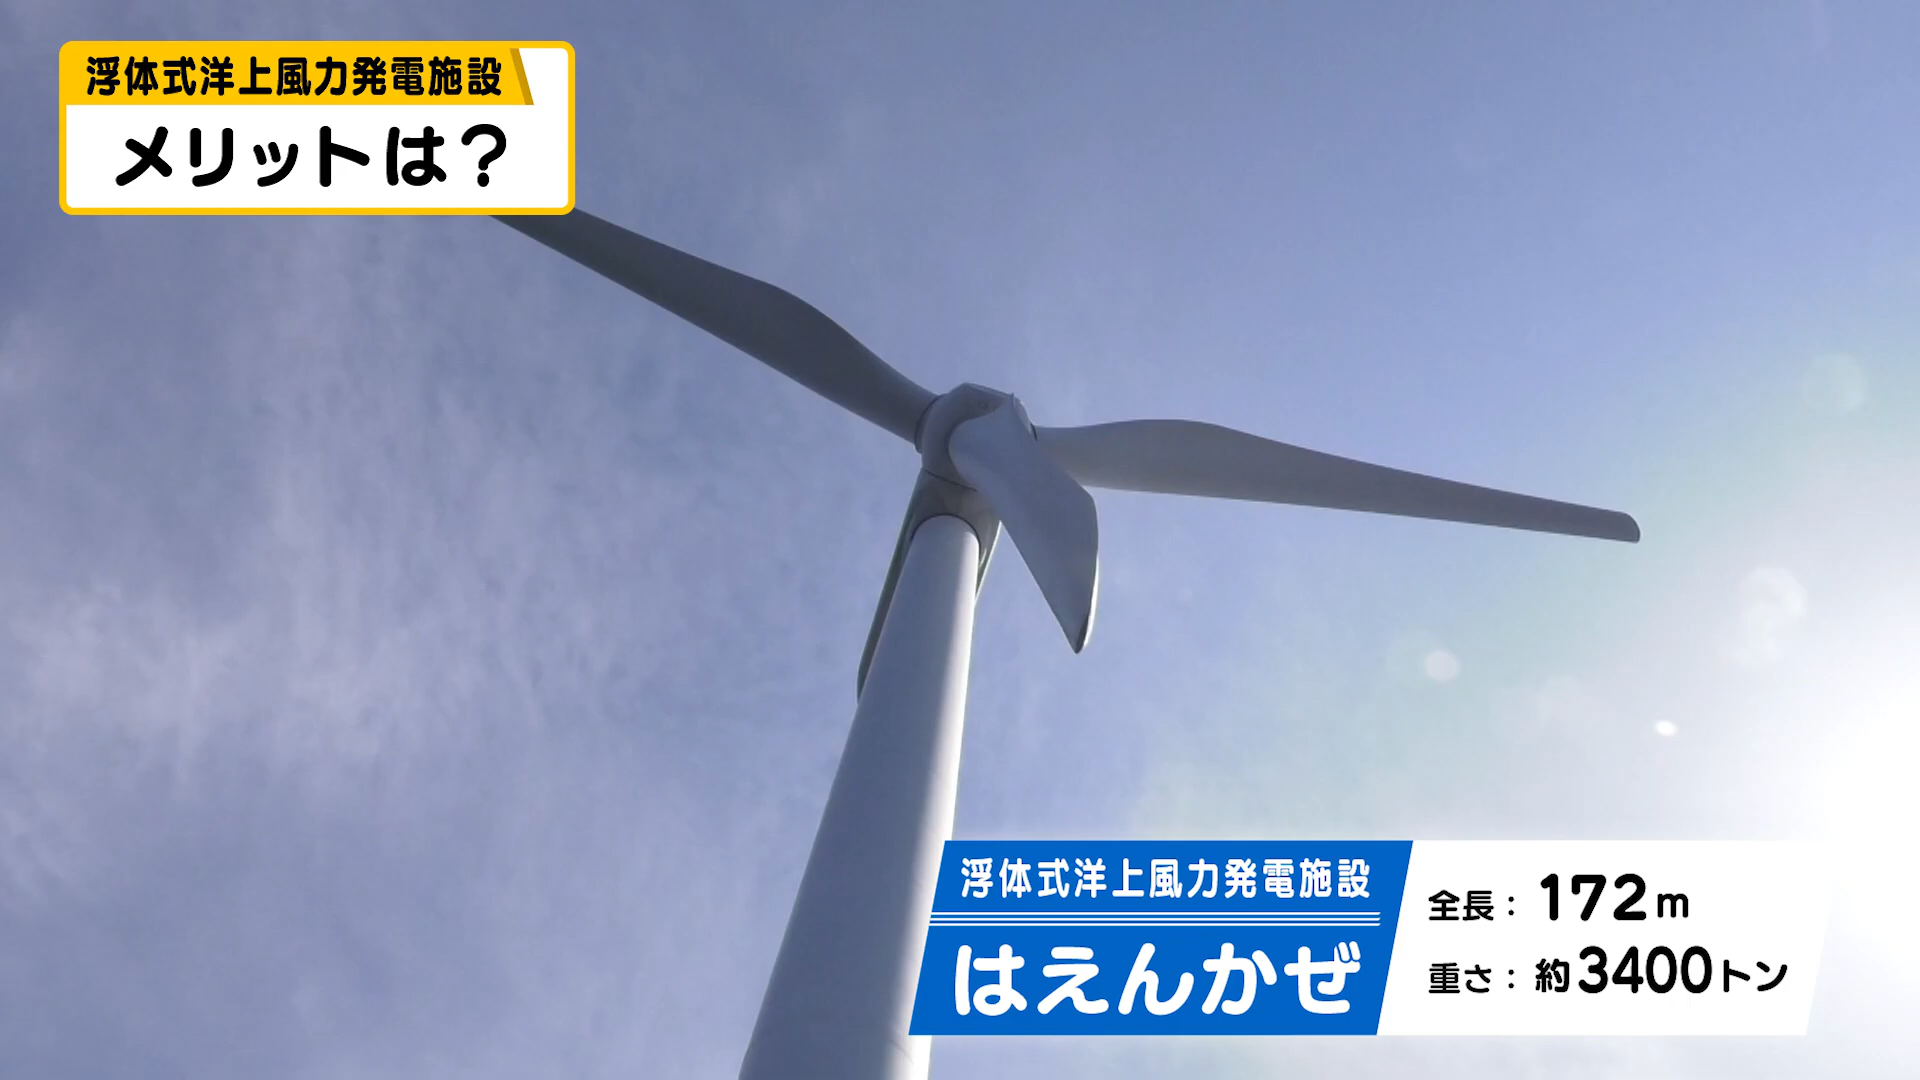 浮体式洋上風力発電施設
メリットは？
浮体式洋上風力発電施設
はえんかぜ
全長：172m
重さ：約3400トン